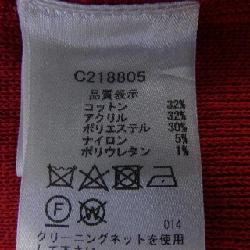 C218805
品質表示
コットン 32%
アクリル 32%
ポリエステル 30%
ナイロン 5%
ポリウレタン 1%
F W
014
クリーニングネットを使用